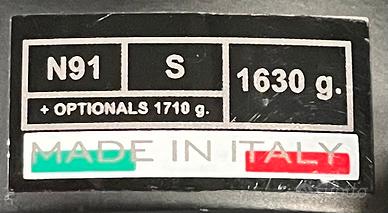 N91 S 1630 g.
+ OPTIONALS 1710 g.
MADE IN ITALY